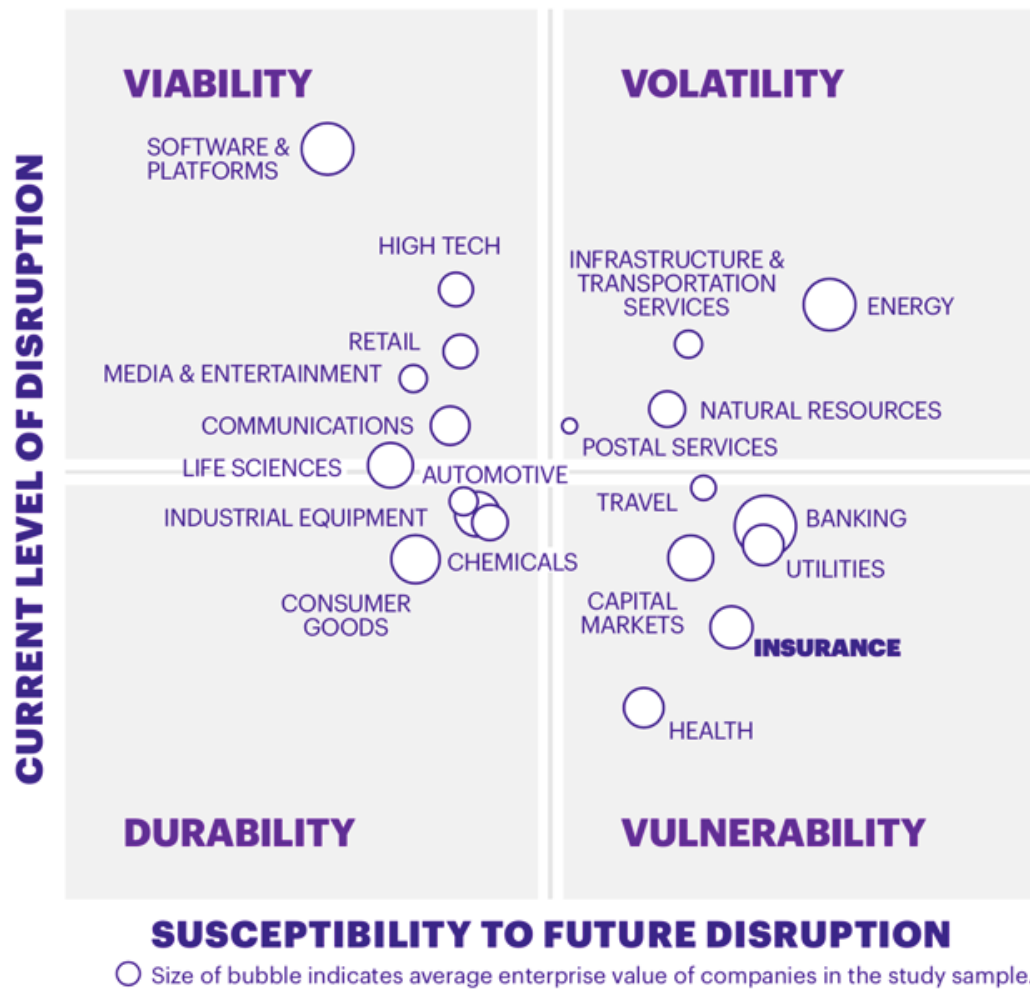 VIABILITY
VOLATILITY
SOFTWARE &
PLATFORMS
HIGH TECH
INFRASTRUCTURE &
TRANSPORTATION
SERVICES
ENERGY
RETAIL
MEDIA & ENTERTAINMENT
COMMUNICATIONS
NATURAL RESOURCES
POSTAL SERVICES
LIFE SCIENCES
AUTOMOTIVE
TRAVEL
INDUSTRIAL EQUIPMENT
BANKING
CHEMICALS
UTILITIES
CONSUMER
GOODS
CAPITAL
MARKETS
INSURANCE
HEALTH
DURABILITY
VULNERABILITY
CURRENT LEVEL OF DISRUPTION
SUSCEPTIBILITY TO FUTURE DISRUPTION
Size of bubble indicates average enterprise value of companies in the study sample.